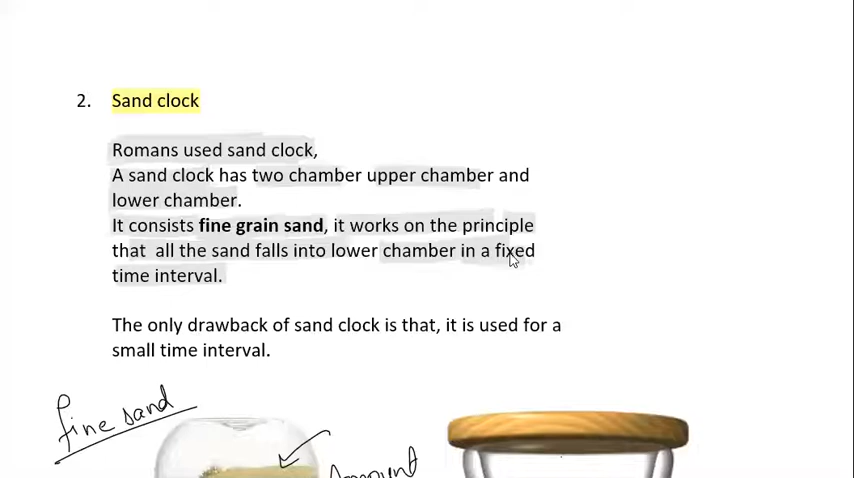 2. Sand clock
Romans used sand clock,
A sand clock has two chamber upper chamber and
lower chamber.
It consists fine grain sand, it works on the principle
that all the sand falls into lower chamber in a fixed
time interval.
The only drawback of sand clock is that, it is used for a
small time interval.
fine sand
Amount